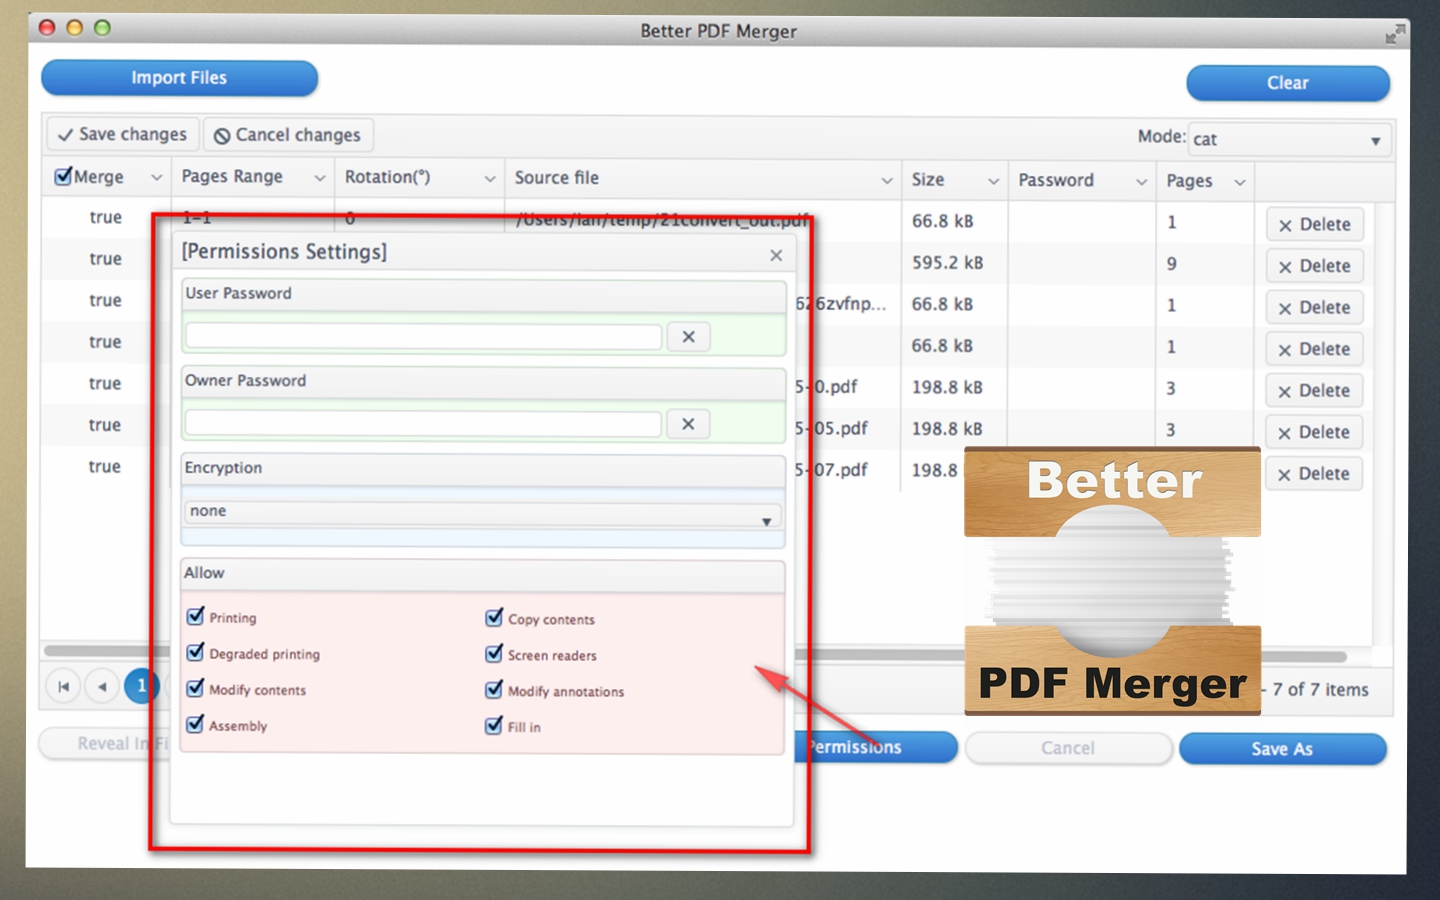 Better PDF Merger
Import Files
Clear
Save changes
Cancel changes
Mode:
cat
Merge
Pages Range
Rotation(°)
Source file
Size
Password
Pages
true
1-1
0
/Users/ian/temp/21convert_out.pdf
66.8 kB
1
Delete
true
595.2 kB
9
Delete
true
626zvfnp...
66.8 kB
1
Delete
true
66.8 kB
1
Delete
true
5-0.pdf
198.8 kB
3
Delete
true
5-05.pdf
198.8 kB
3
Delete
true
5-07.pdf
198.8
Delete
[Permissions Settings]
User Password
Owner Password
Encryption
none
Allow
Printing
Copy contents
Degraded printing
Screen readers
Modify contents
Modify annotations
Assembly
Fill in
Better
PDF Merger
1
- 7 of 7 items
Reveal In Fi
Permissions
Cancel
Save As